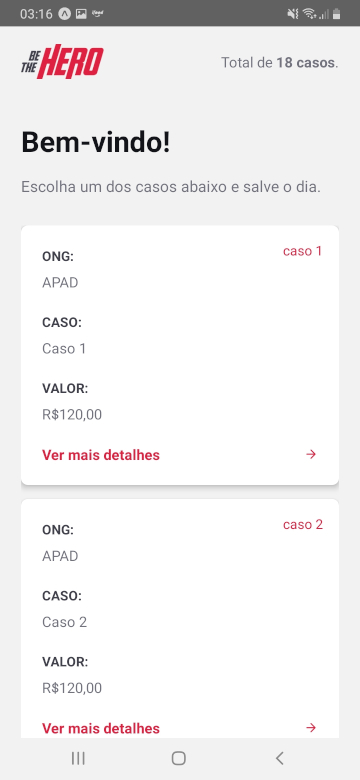 03:16
BE THE HERO
Total de 18 casos.
Bem-vindo!
Escolha um dos casos abaixo e salve o dia.
caso 1
ONG:
APAD
CASO:
Caso 1
VALOR:
R$120,00
Ver mais detalhes
caso 2
ONG:
APAD
CASO:
Caso 2
VALOR:
R$120,00
Ver mais detalhes